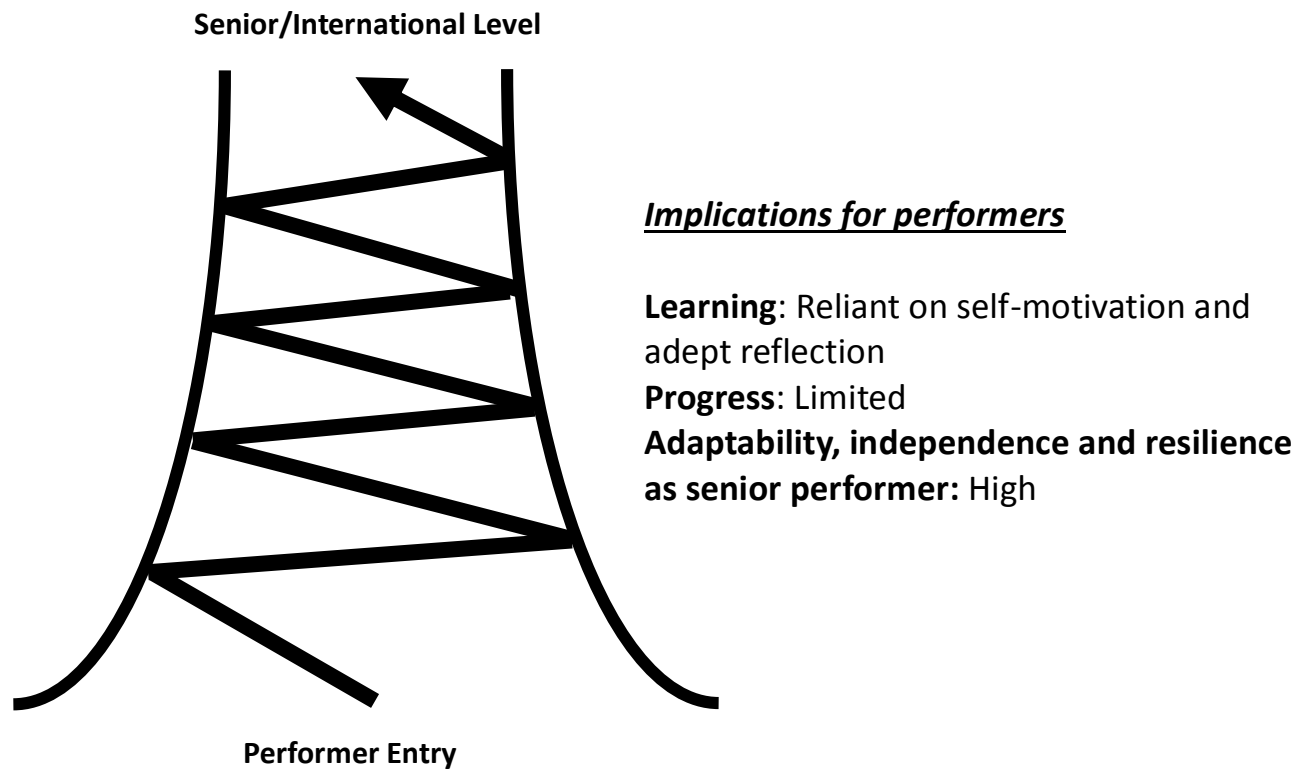 Senior/International Level
Implications for performers
Learning: Reliant on self-motivation and
adept reflection
Progress: Limited
Adaptability, independence and resilience
as senior performer: High
Performer Entry